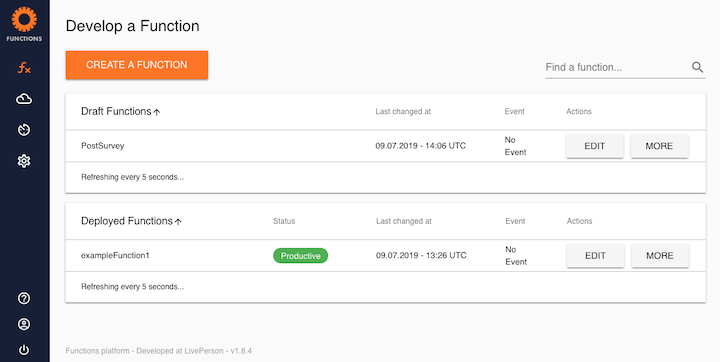 FUNCTIONS
Develop a Function
CREATE A FUNCTION
Find a function...
Draft Functions Last changed at Event Actions
PostSurvey 09.07.2019 - 14:06 UTC No Event EDIT MORE
Refreshing every 5 seconds...
Deployed Functions Status Last changed at Event Actions
exampleFunction1 Productive 09.07.2019 - 13:26 UTC No Event EDIT MORE
Refreshing every 5 seconds...
Functions platform - Developed at LivePerson - v1.8.4